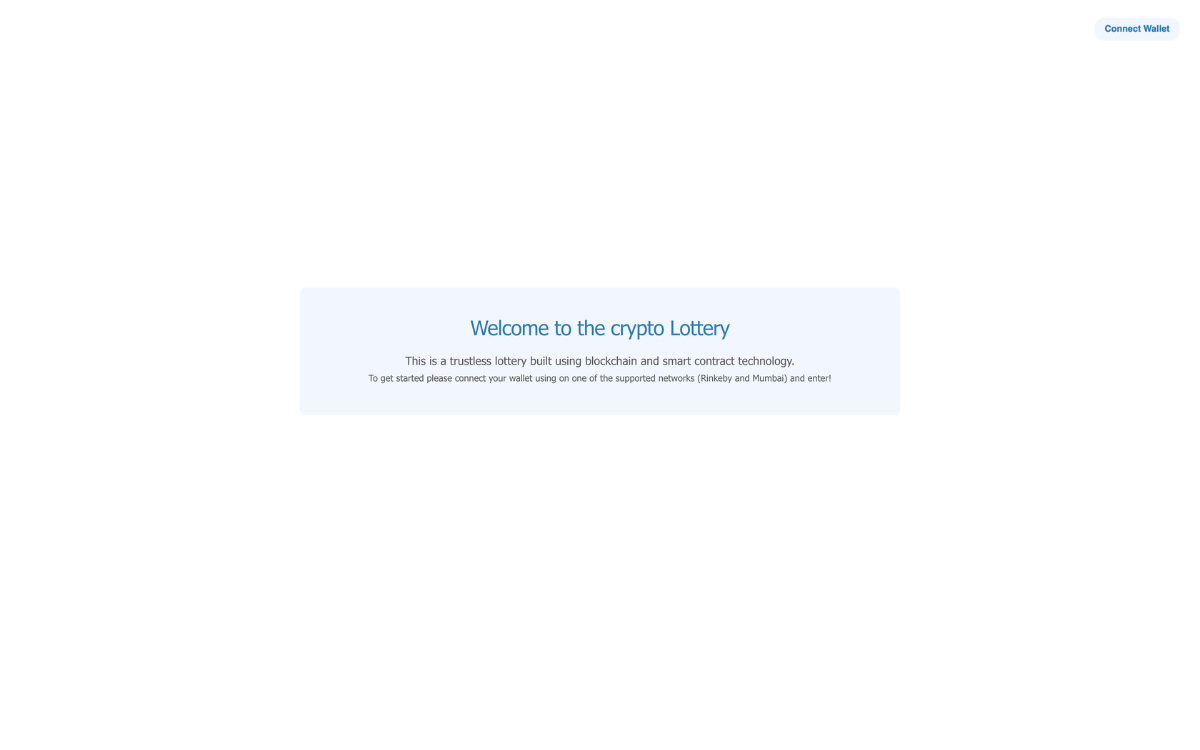 Connect Wallet
Welcome to the crypto Lottery
This is a trustless lottery built using blockchain and smart contract technology.
To get started please connect your wallet using on one of the supported networks (Rinkeby and Mumbai) and enter!